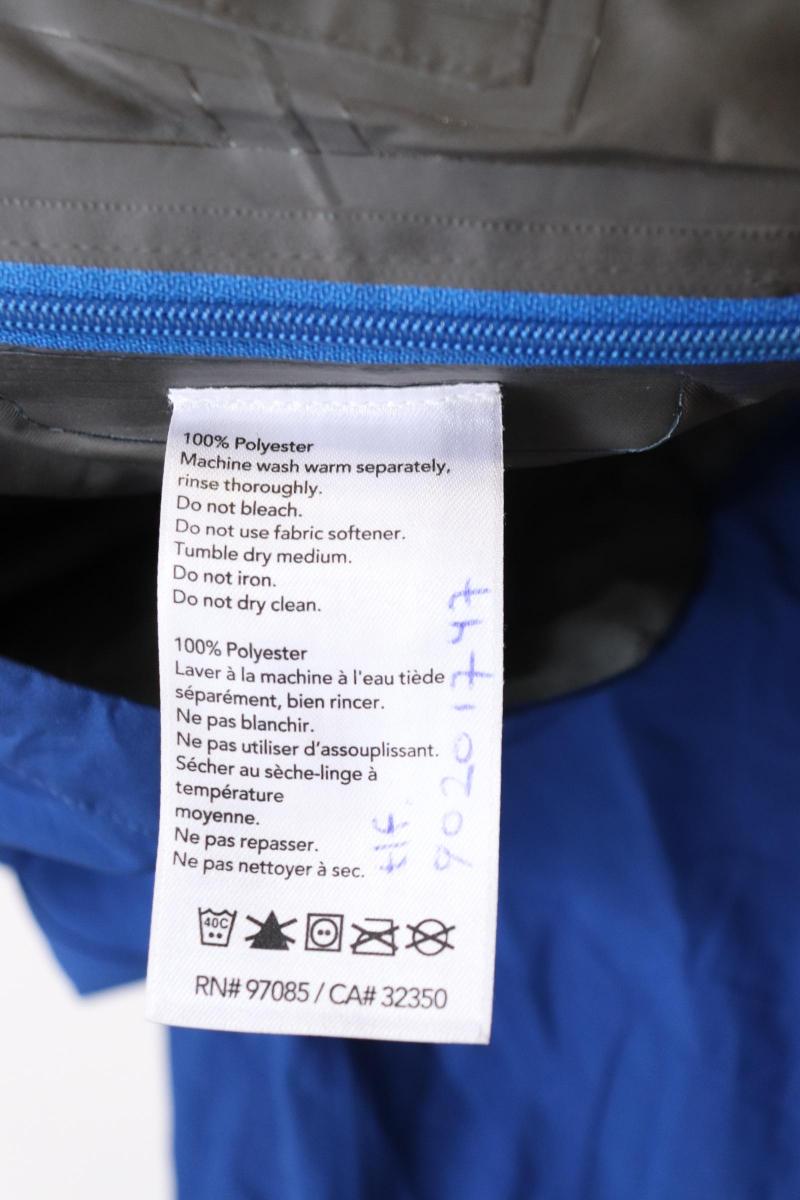 100% Polyester
Machine wash warm separately,
rinse thoroughly.
Do not bleach.
Do not use fabric softener.
Tumble dry medium.
Do not iron.
Do not dry clean.
100% Polyester
Laver à la machine à l'eau tiède
séparément, bien rincer.
Ne pas blanchir.
Ne pas utiliser d'assouplissant.
Sécher au sèche-linge à
température
moyenne.
Ne pas repasser.
Ne pas nettoyer à sec.
tlf.
90201747
40C
RN# 97085 / CA# 32350